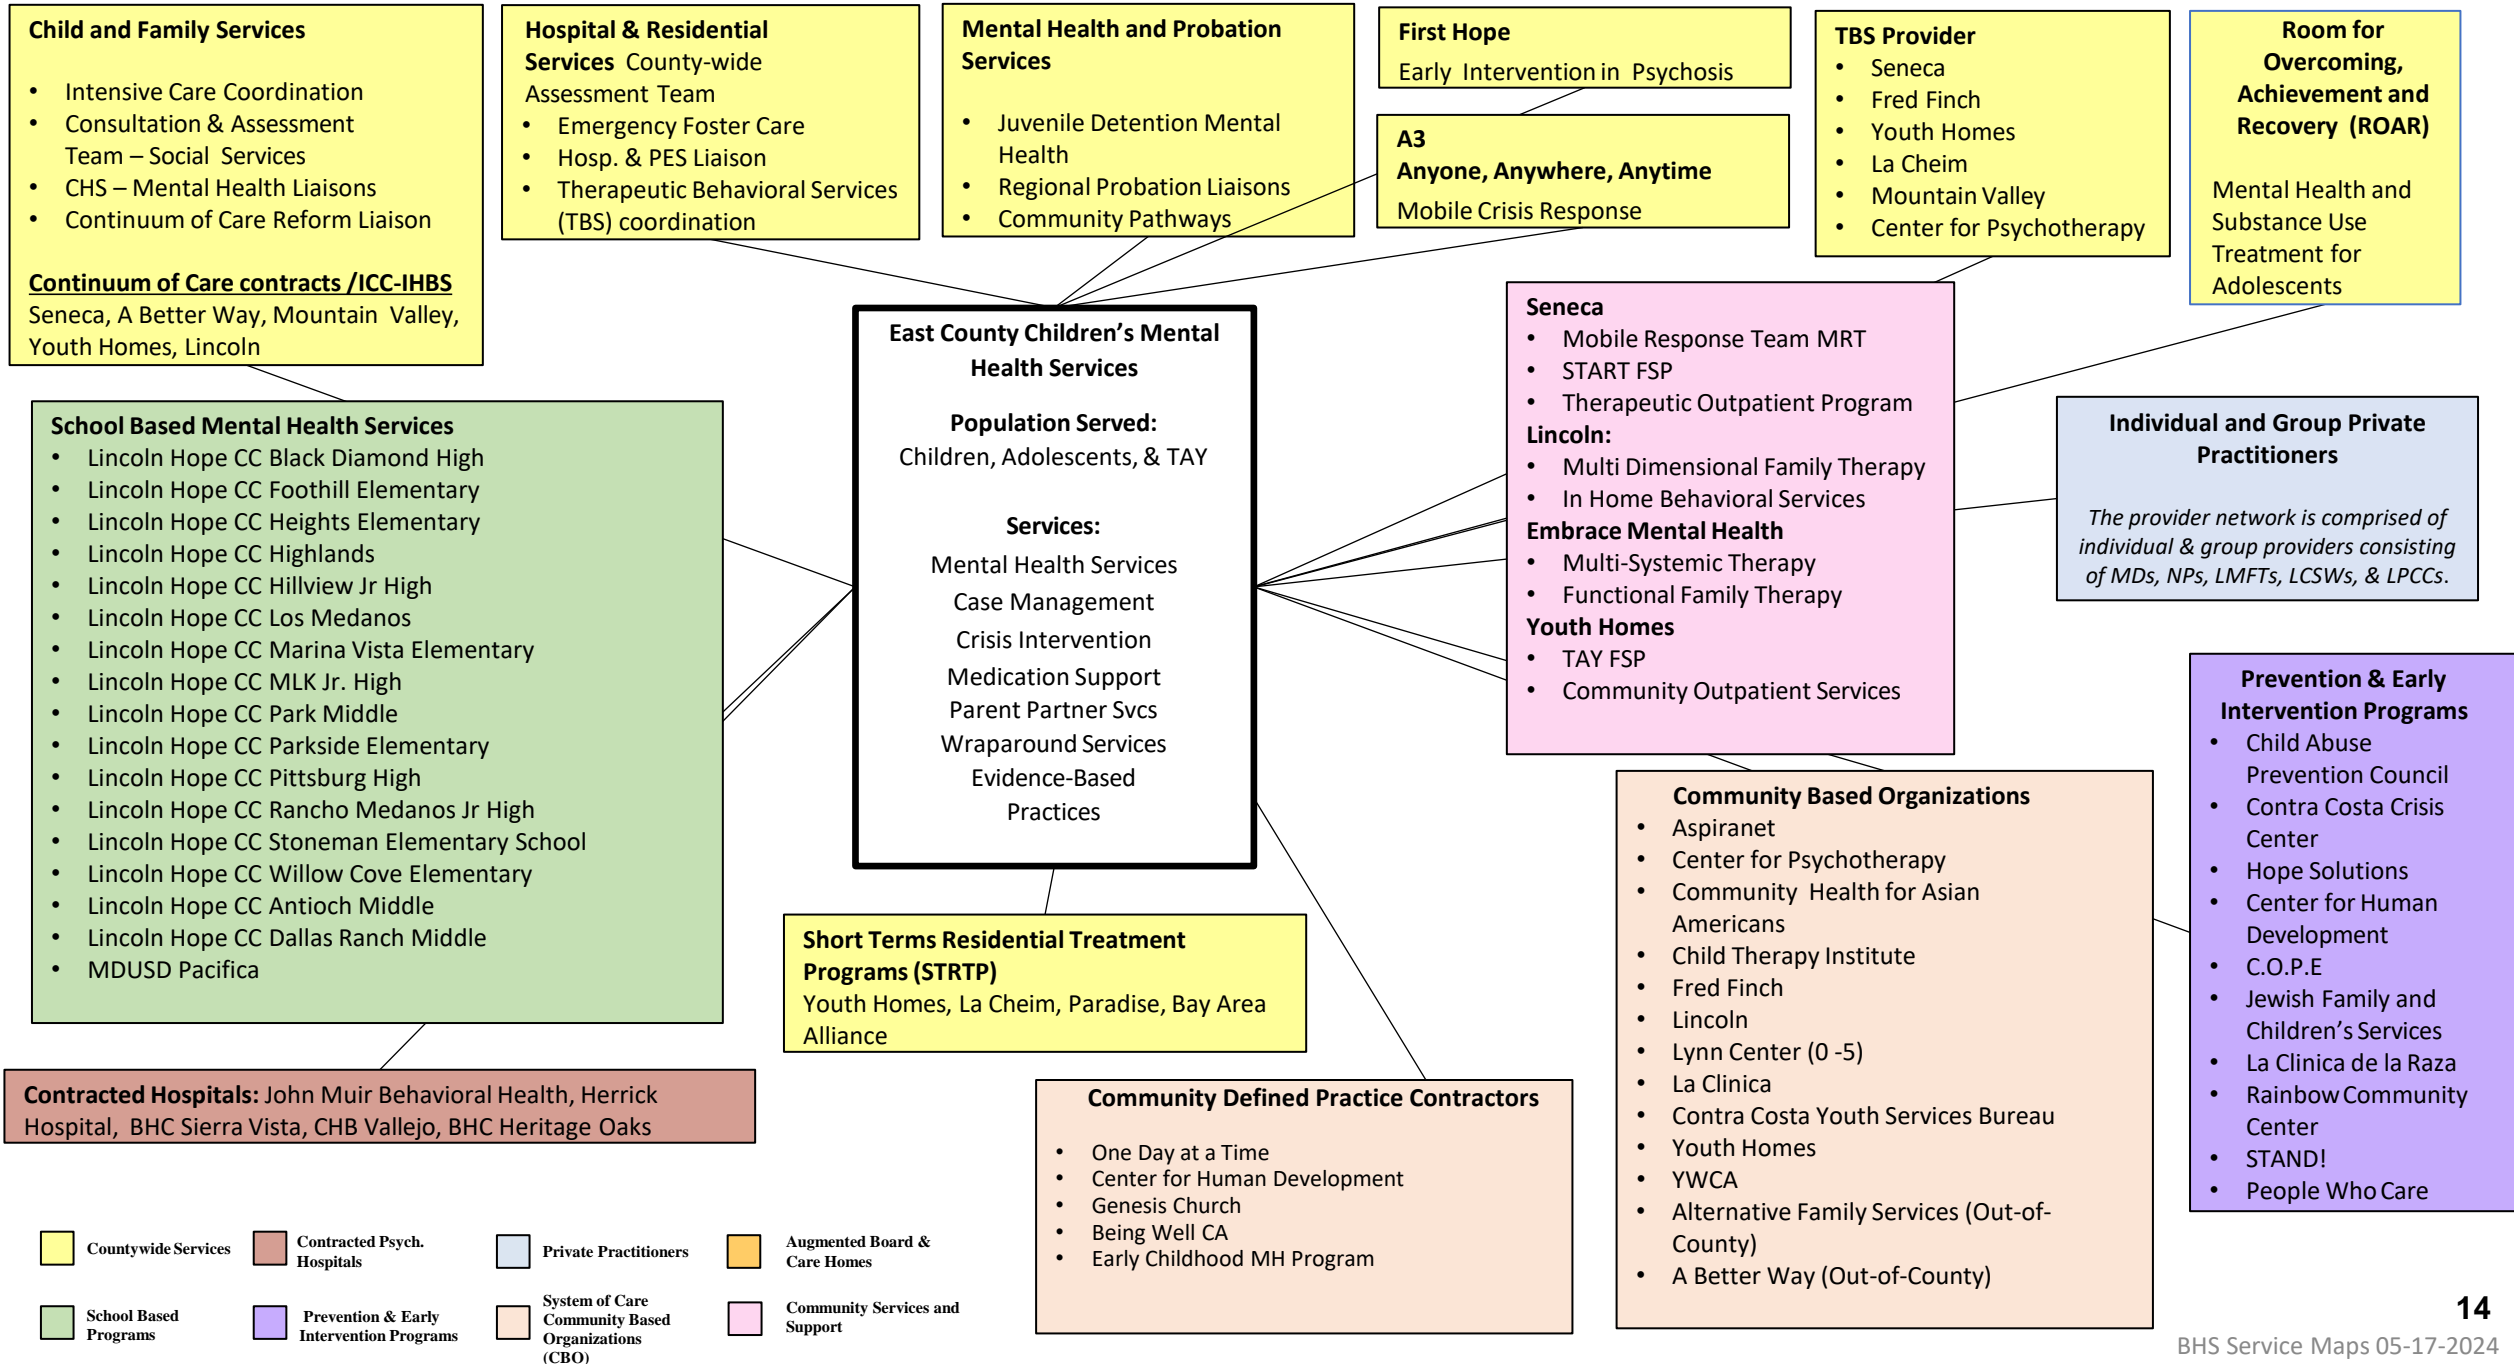 Child and Family Services
• Intensive Care Coordination
• Consultation & Assessment
Team – Social Services
• CHS – Mental Health Liaisons
• Continuum of Care Reform Liaison
Continuum of Care contracts /ICC-IHBS
Seneca, A Better Way, Mountain Valley,
Youth Homes, Lincoln
Hospital & Residential
Services County-wide
Assessment Team
• Emergency Foster Care
• Hosp. & PES Liaison
• Therapeutic Behavioral Services
(TBS) coordination
Mental Health and Probation
Services
• Juvenile Detention Mental
Health
• Regional Probation Liaisons
• Community Pathways
First Hope
Early Intervention in Psychosis
A3
Anyone, Anywhere, Anytime
Mobile Crisis Response
TBS Provider
• Seneca
• Fred Finch
• Youth Homes
• La Cheim
• Mountain Valley
• Center for Psychotherapy
Room for
Overcoming,
Achievement and
Recovery (ROAR)
Mental Health and
Substance Use
Treatment for
Adolescents
School Based Mental Health Services
• Lincoln Hope CC Black Diamond High
• Lincoln Hope CC Foothill Elementary
• Lincoln Hope CC Heights Elementary
• Lincoln Hope CC Highlands
• Lincoln Hope CC Hillview Jr High
• Lincoln Hope CC Los Medanos
• Lincoln Hope CC Marina Vista Elementary
• Lincoln Hope CC MLK Jr. High
• Lincoln Hope CC Park Middle
• Lincoln Hope CC Parkside Elementary
• Lincoln Hope CC Pittsburg High
• Lincoln Hope CC Rancho Medanos Jr High
• Lincoln Hope CC Stoneman Elementary School
• Lincoln Hope CC Willow Cove Elementary
• Lincoln Hope CC Antioch Middle
• Lincoln Hope CC Dallas Ranch Middle
• MDUSD Pacifica
East County Children’s Mental
Health Services
Population Served:
Children, Adolescents, & TAY
Services:
Mental Health Services
Case Management
Crisis Intervention
Medication Support
Parent Partner Svcs
Wraparound Services
Evidence-Based
Practices
Seneca
• Mobile Response Team MRT
• START FSP
• Therapeutic Outpatient Program
Lincoln:
• Multi Dimensional Family Therapy
• In Home Behavioral Services
Embrace Mental Health
• Multi-Systemic Therapy
• Functional Family Therapy
Youth Homes
• TAY FSP
• Community Outpatient Services
Individual and Group Private
Practitioners
The provider network is comprised of
individual & group providers consisting
of MDs, NPs, LMFTs, LCSWs, & LPCCs.
Prevention & Early
Intervention Programs
• Child Abuse
Prevention Council
• Contra Costa Crisis
Center
• Hope Solutions
• Center for Human
Development
• C.O.P.E
• Jewish Family and
Children’s Services
• La Clinica de la Raza
• Rainbow Community
Center
• STAND!
• People Who Care
Community Based Organizations
• Aspiranet
• Center for Psychotherapy
• Community Health for Asian
Americans
• Child Therapy Institute
• Fred Finch
• Lincoln
• Lynn Center (0 -5)
• La Clinica
• Contra Costa Youth Services Bureau
• Youth Homes
• YWCA
• Alternative Family Services (Out-of-
County)
• A Better Way (Out-of-County)
Short Terms Residential Treatment
Programs (STRTP)
Youth Homes, La Cheim, Paradise, Bay Area
Alliance
Contracted Hospitals: John Muir Behavioral Health, Herrick
Hospital, BHC Sierra Vista, CHB Vallejo, BHC Heritage Oaks
Community Defined Practice Contractors
• One Day at a Time
• Center for Human Development
• Genesis Church
• Being Well CA
• Early Childhood MH Program
Countywide Services
Contracted Psych.
Hospitals
Private Practitioners
Augmented Board &
Care Homes
School Based
Programs
Prevention & Early
Intervention Programs
System of Care
Community Based
Organizations
(CBO)
Community Services and
Support
14
BHS Service Maps 05-17-2024